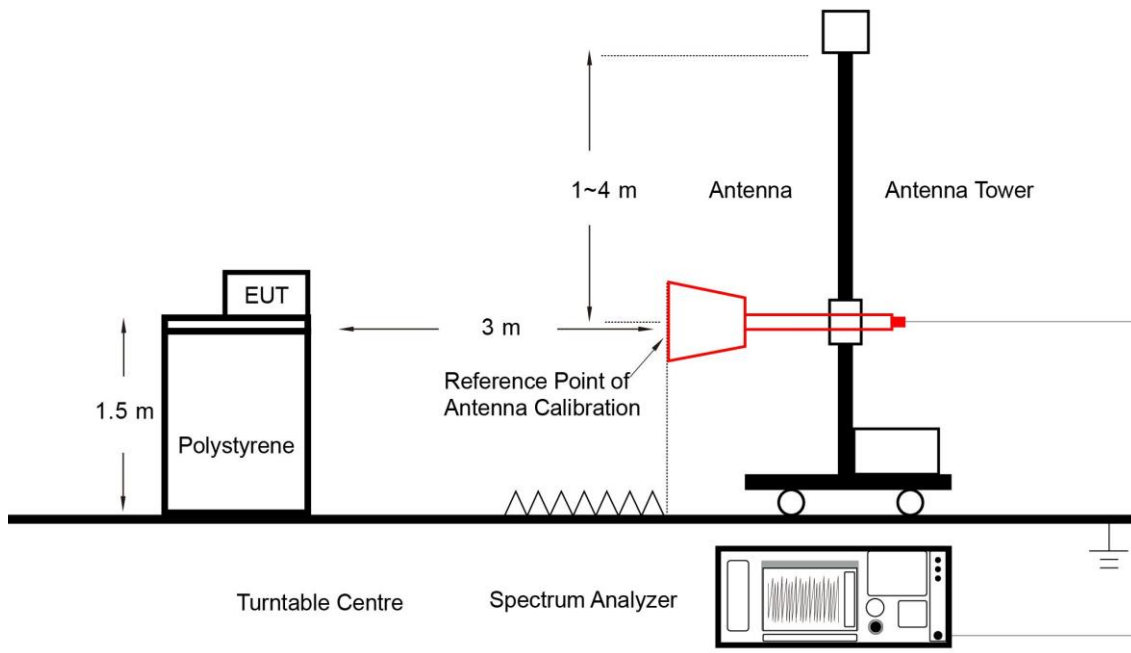 1~4 m
Antenna
Antenna Tower
EUT
3 m
Reference Point of
Antenna Calibration
1.5 m
Polystyrene
Turntable Centre
Spectrum Analyzer